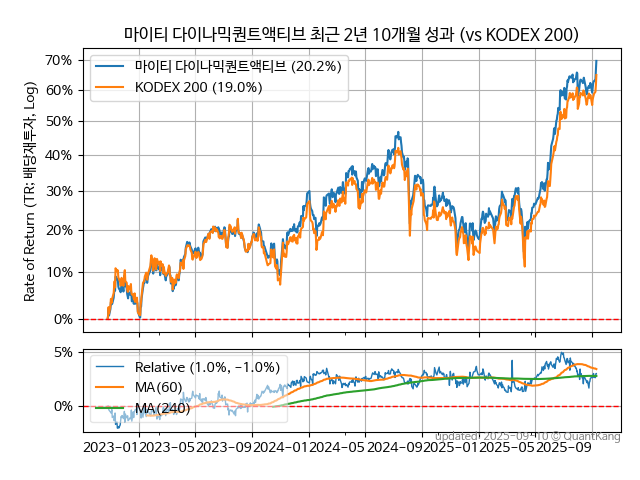 마이티 다이나믹퀀트액티브 최근 2년 10개월 성과 (vs KODEX 200)
Rate of Return (TR: 배당재투자, Log)
70%
60%
50%
40%
30%
20%
10%
0%
마이티 다이나믹퀀트액티브 (20.2%)
KODEX 200 (19.0%)
5%
0%
Relative (1.0%, -1.0%)
MA(60)
MA(240)
updated: 2025-09-10 © QuantKang
2023-01 2023-05 2023-09 2024-01 2024-05 2024-09 2025-01 2025-05 2025-09